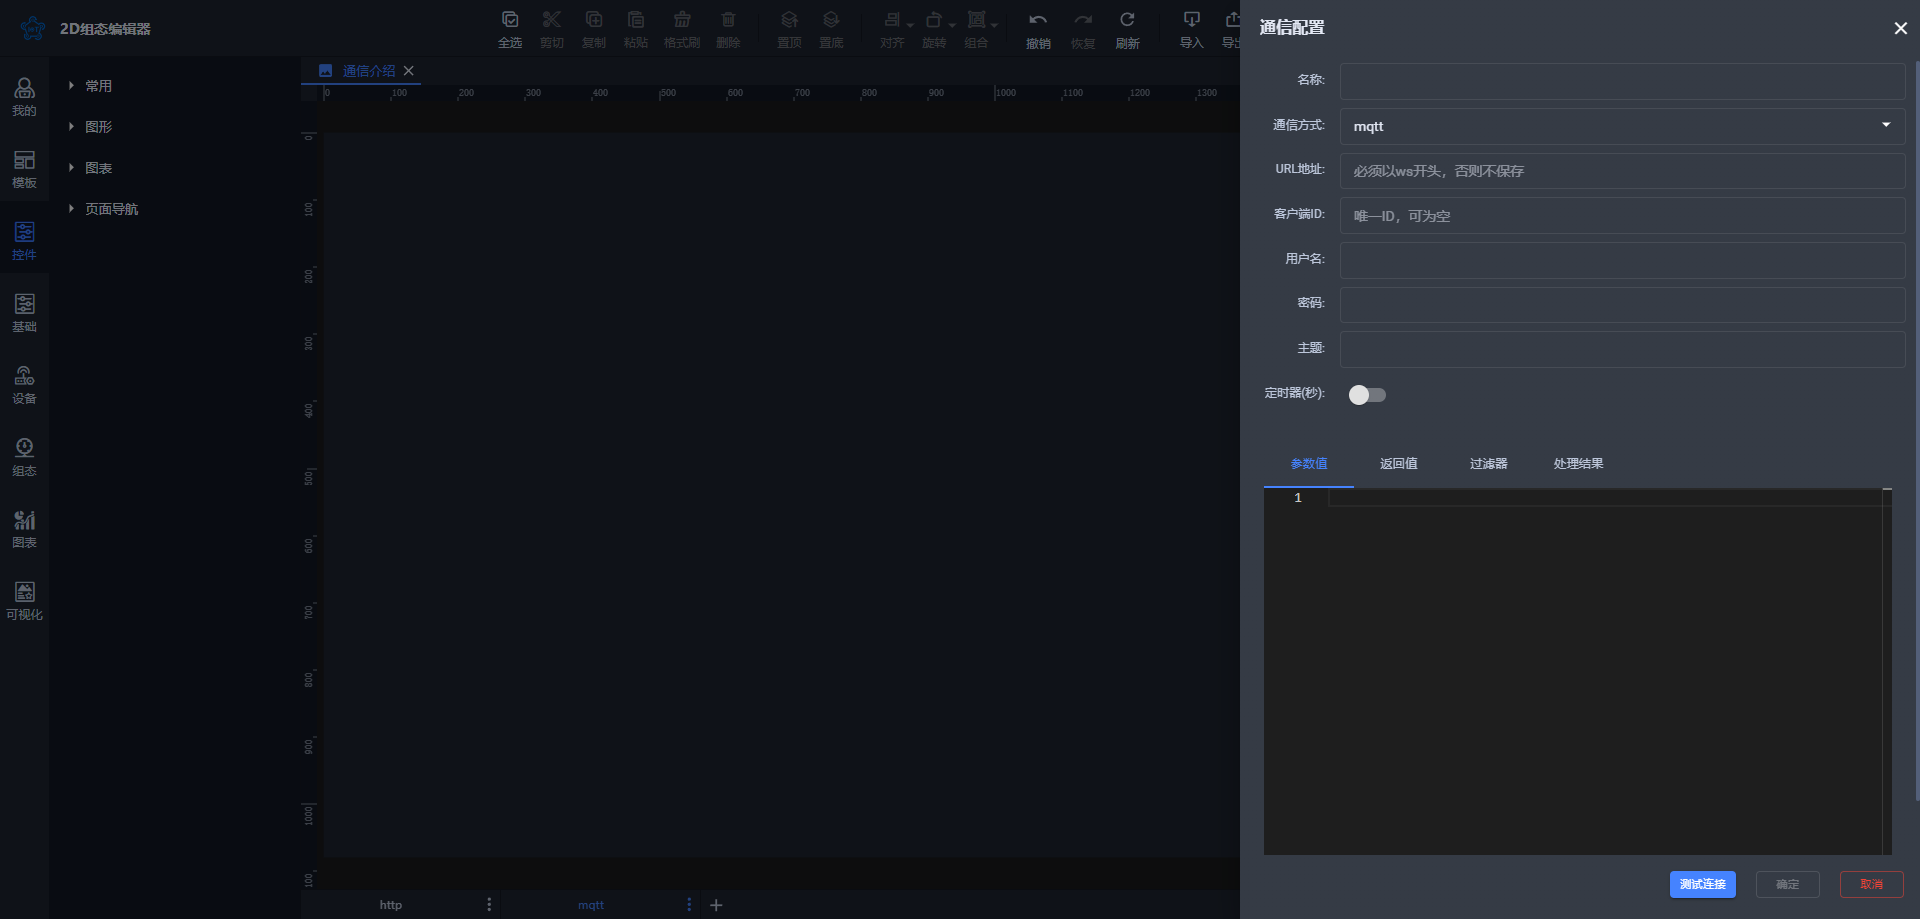 2D组态编辑器
全选 剪切 复制 粘贴 格式刷 删除 置顶 置底 对齐 旋转 组合 撤销 恢复 刷新 导入 导出
我的
模板
控件
基础
设备
组态
图表
可视化
常用
图形
图表
页面导航
通信介绍
0 100 200 300 400 500 600 700 800 900 1000 1100 1200 1300
0
100
200
300
400
500
600
700
800
900
1000
http
mqtt
通信配置
名称:
通信方式: mqtt
URL地址: 必须以ws开头，否则不保存
客户端ID: 唯一ID，可为空
用户名:
密码:
主题:
定时器(秒):
参数值 返回值 过滤器 处理结果
1
测试连接 确定 取消